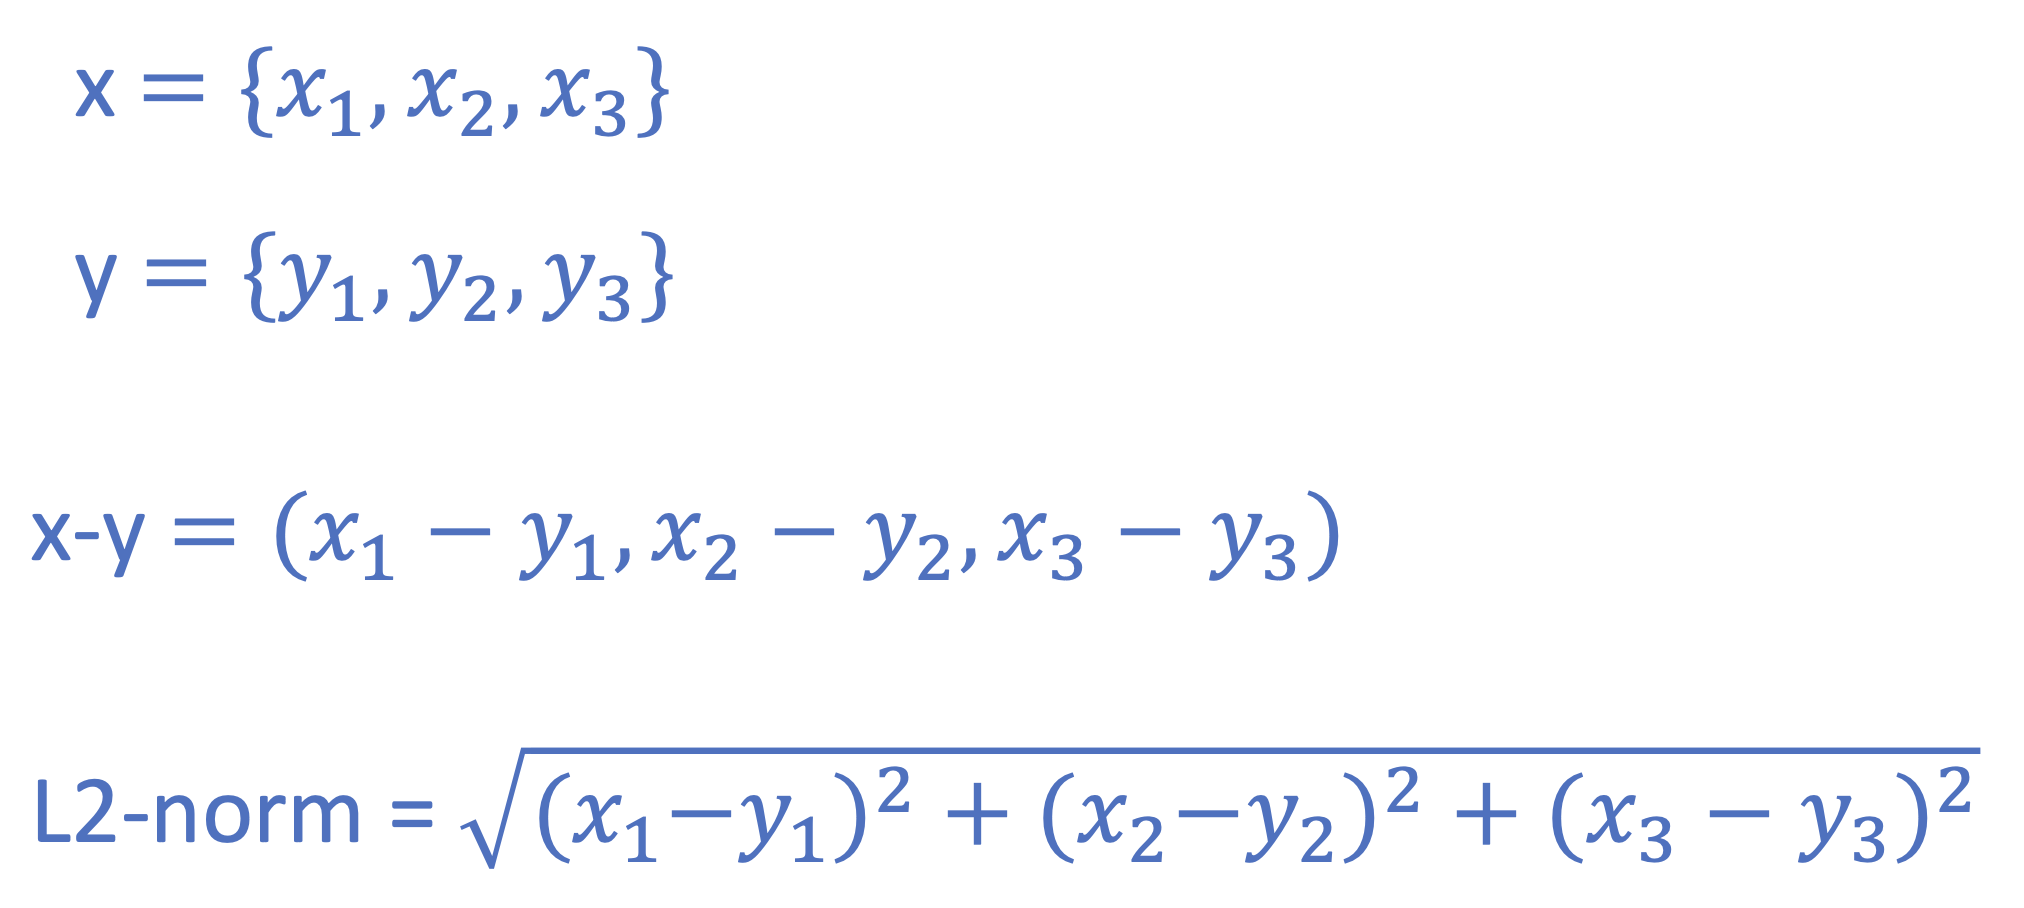 x = {x₁, x₂, x₃}
y = {y₁, y₂, y₃}
x-y = (x₁ − y₁, x₂ − y₂, x₃ − y₃)
L2-norm = √(x₁−y₁)² + (x₂−y₂)² + (x₃ − y₃)²